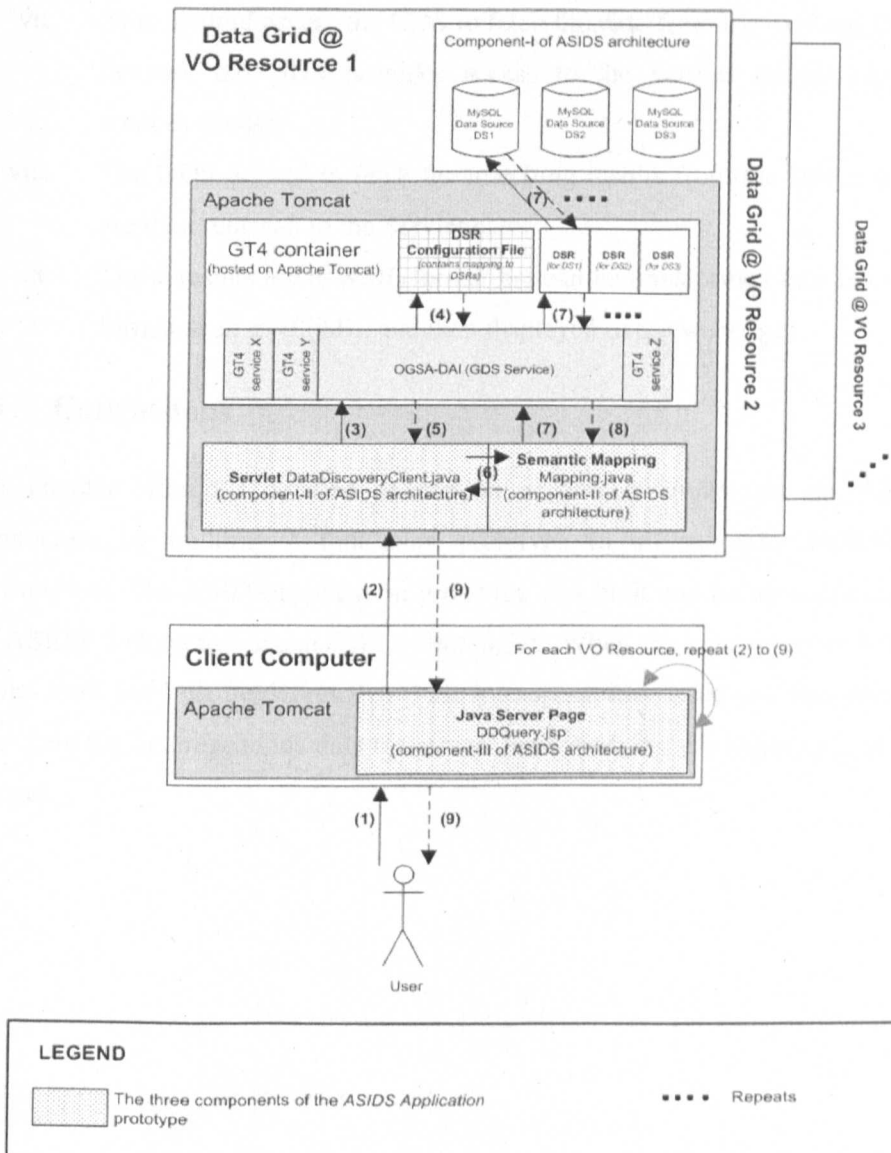 Data Grid @
VO Resource 1
Component-I of ASIDS architecture
MySQL
Data Source
DS1
MySQL
Data Source
DS2
MySQL
Data Source
DS3
Data Grid @ VO Resource 2
Data Grid @ VO Resource 3
Apache Tomcat
(7)
GT4 container
(hosted on Apache Tomcat)
DSR
Configuration File
(contains mapping to
DSRs)
DSR
(for DS1)
DSR
(for DS2)
DSR
(for DS3)
(4)
(7)
GT4
service X
GT4
service Y
OGSA-DAI (GDS Service)
GT4
service Z
(3)
(5)
(7)
(8)
(6)
Servlet DataDiscoveryClient.java
(component-II of ASIDS architecture)
Semantic Mapping
Mapping.java
(component-II of ASIDS
architecture)
(2)
(9)
Client Computer
For each VO Resource, repeat (2) to (9)
Apache Tomcat
Java Server Page
DDQuery.jsp
(component-III of ASIDS architecture)
(1)
(9)
User
LEGEND
The three components of the ASIDS Application
prototype
Repeats